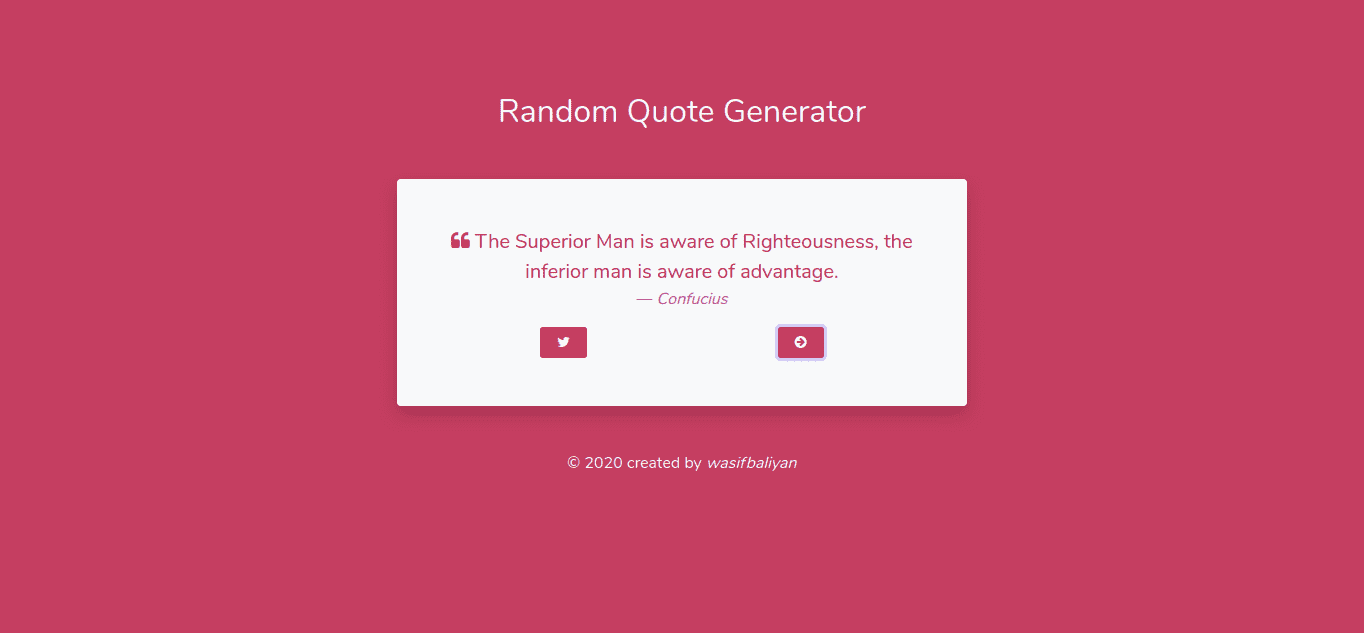 Random Quote Generator
❝ The Superior Man is aware of Righteousness, the
inferior man is aware of advantage.
— Confucius
© 2020 created by wasifbaliyan